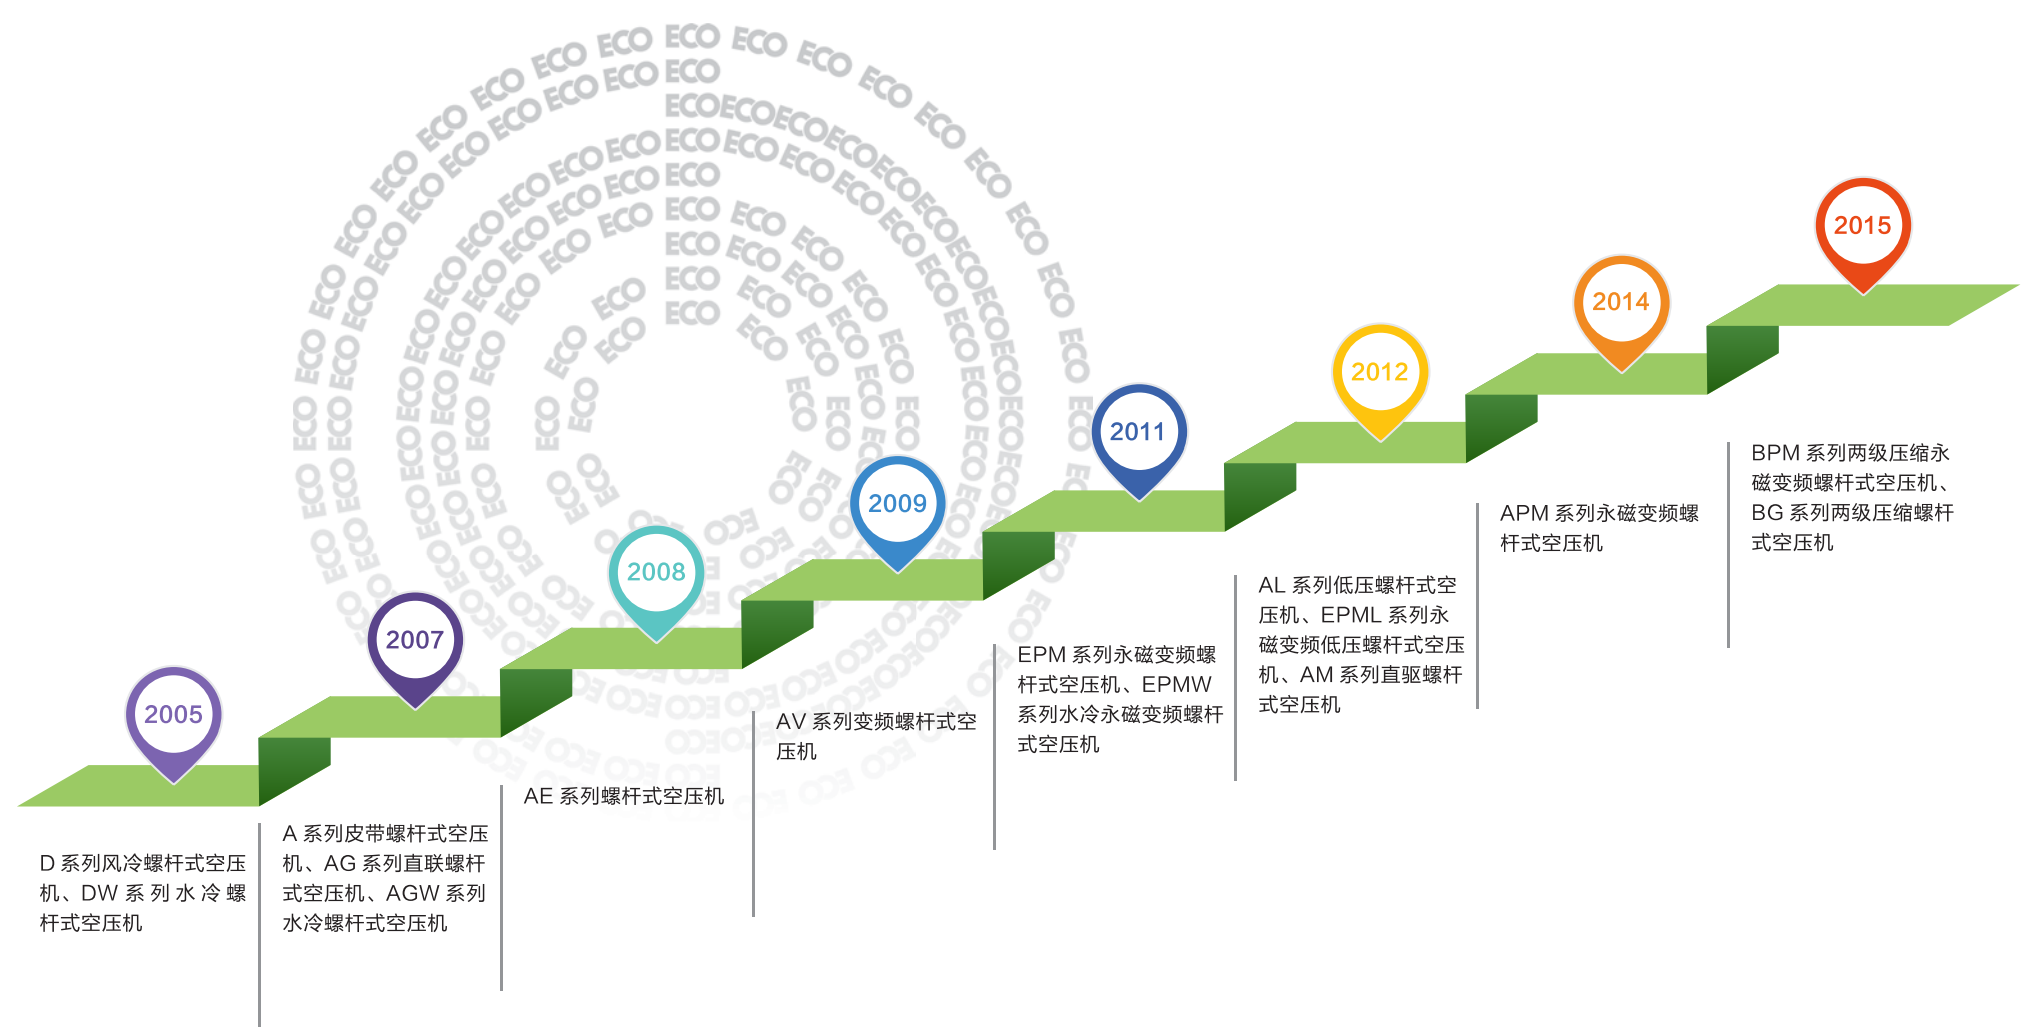 2005
D 系列风冷螺杆式空压
机、DW 系 列 水 冷 螺
杆式空压机
2007
A 系列皮带螺杆式空压
机、AG 系列直联螺杆
式空压机、AGW 系列
水冷螺杆式空压机
2008
AE 系列螺杆式空压机
2009
AV 系列变频螺杆式空
压机
2011
EPM 系列永磁变频螺
杆式空压机、EPMW
系列水冷永磁变频螺杆
式空压机
2012
AL 系列低压螺杆式空
压机、EPML 系列永
磁变频低压螺杆式空压
机、AM 系列直驱螺杆
式空压机
2014
APM 系列永磁变频螺
杆式空压机
2015
BPM 系列两级压缩永
磁变频螺杆式空压机、
BG 系列两级压缩螺杆
式空压机
ECO